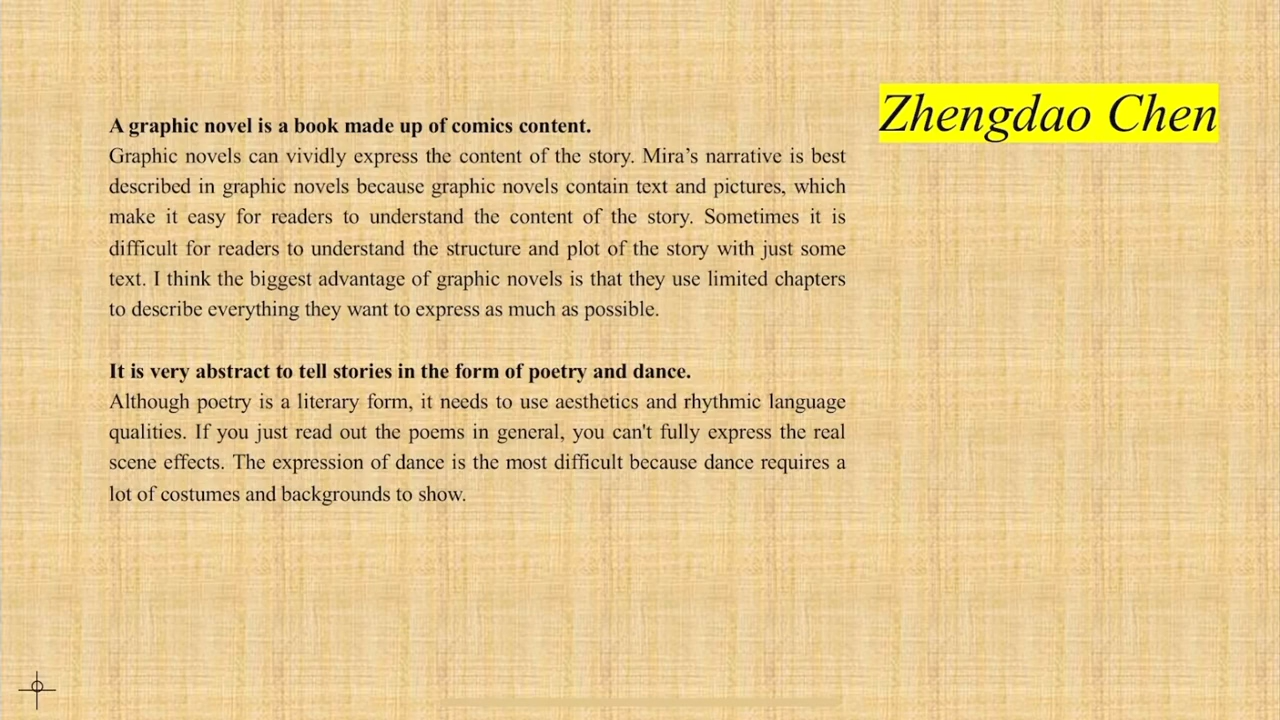 Zhengdao Chen
A graphic novel is a book made up of comics content.
Graphic novels can vividly express the content of the story. Mira’s narrative is best
described in graphic novels because graphic novels contain text and pictures, which
make it easy for readers to understand the content of the story. Sometimes it is
difficult for readers to understand the structure and plot of the story with just some
text. I think the biggest advantage of graphic novels is that they use limited chapters
to describe everything they want to express as much as possible.
It is very abstract to tell stories in the form of poetry and dance.
Although poetry is a literary form, it needs to use aesthetics and rhythmic language
qualities. If you just read out the poems in general, you can't fully express the real
scene effects. The expression of dance is the most difficult because dance requires a
lot of costumes and backgrounds to show.